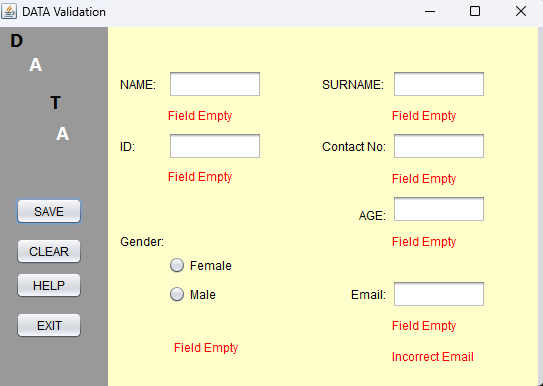 DATA Validation
D
A
T
A
NAME:
SURNAME:
Field Empty
Field Empty
ID:
Contact No:
Field Empty
Field Empty
AGE:
SAVE
Gender:
Field Empty
CLEAR
Female
HELP
Male
Email:
EXIT
Field Empty
Field Empty
Incorrect Email